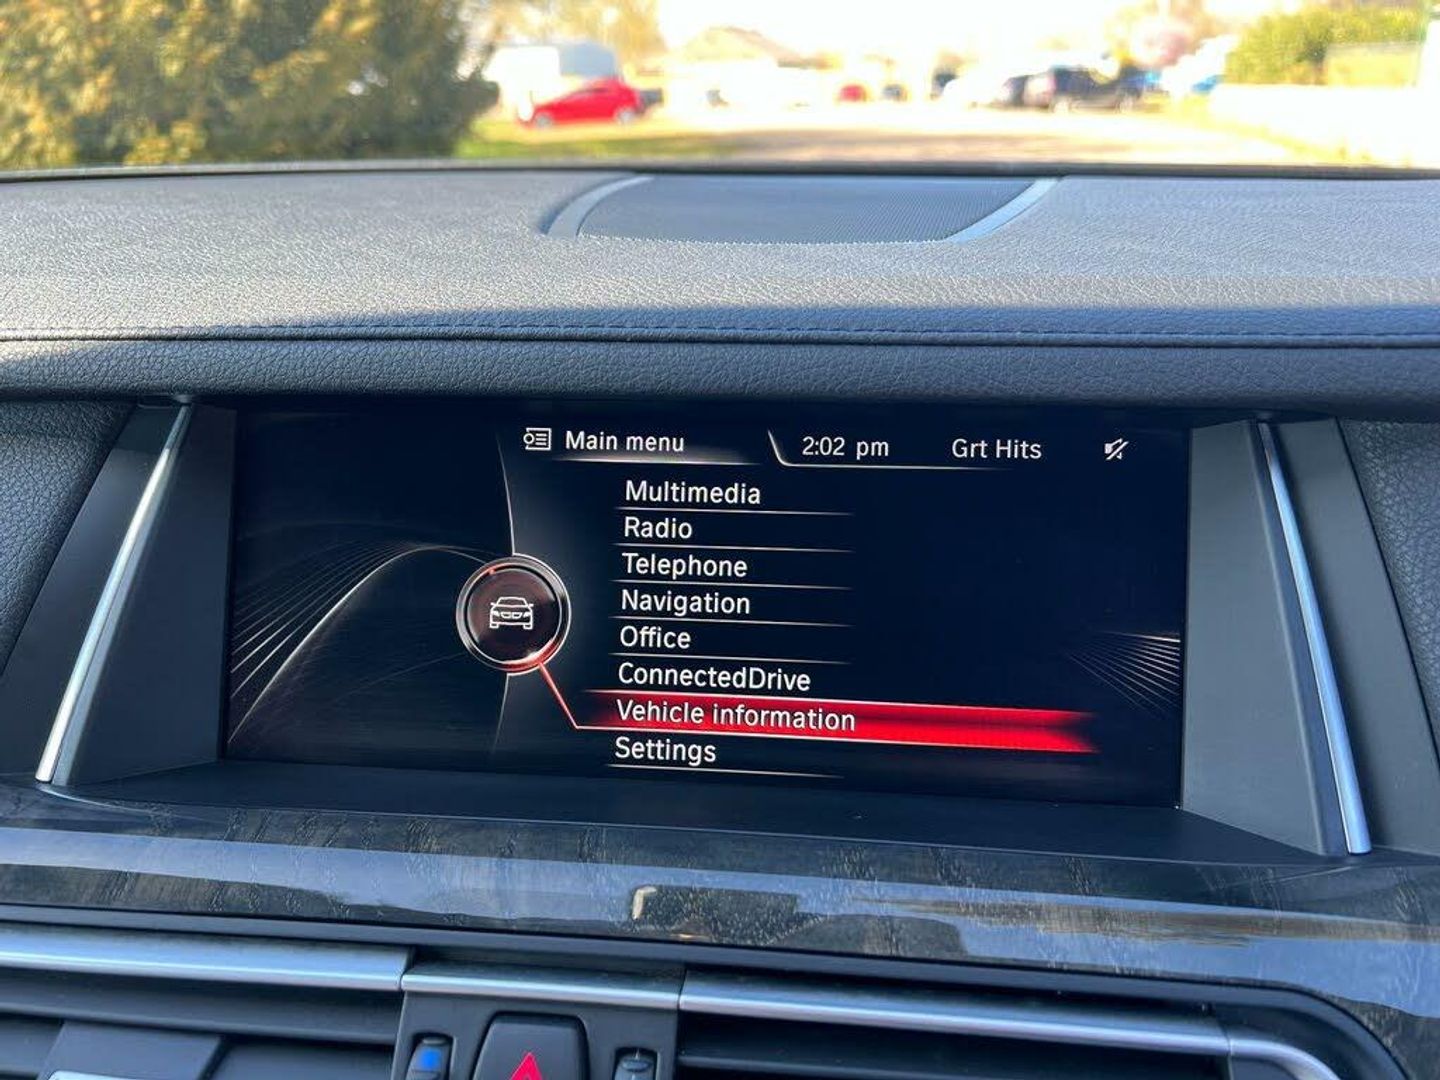 Main menu
2:02 pm
Grt Hits
Multimedia
Radio
Telephone
Navigation
Office
ConnectedDrive
Vehicle information
Settings